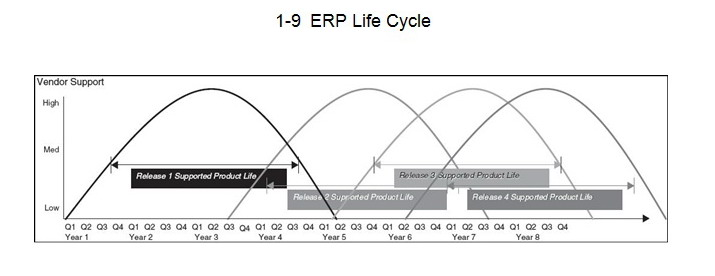 1-9 ERP Life Cycle
Vendor Support
High
Med
Low
Release 1 Supported Product Life
Release 3 Supported Product Life
Release 2 Supported Product Life
Release 4 Supported Product Life
Q1 Q2 Q3 Q4 Q1 Q2 Q3 Q4 Q1 Q2 Q3 Q4 Q1 Q2 Q3 Q4 Q1 Q2 Q3 Q4 Q1 Q2 Q3 Q4 Q1 Q2 Q3 Q4 Q1 Q2 Q3 Q4
Year 1 Year 2 Year 3 Year 4 Year 5 Year 6 Year 7 Year 8